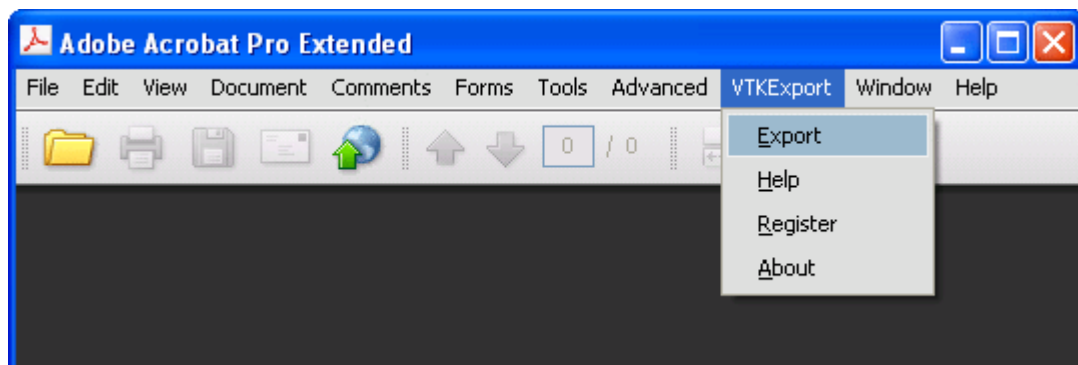 Adobe Acrobat Pro Extended
File Edit View Document Comments Forms Tools Advanced VTKExport Window Help
0 / 0
Export
Help
Register
About